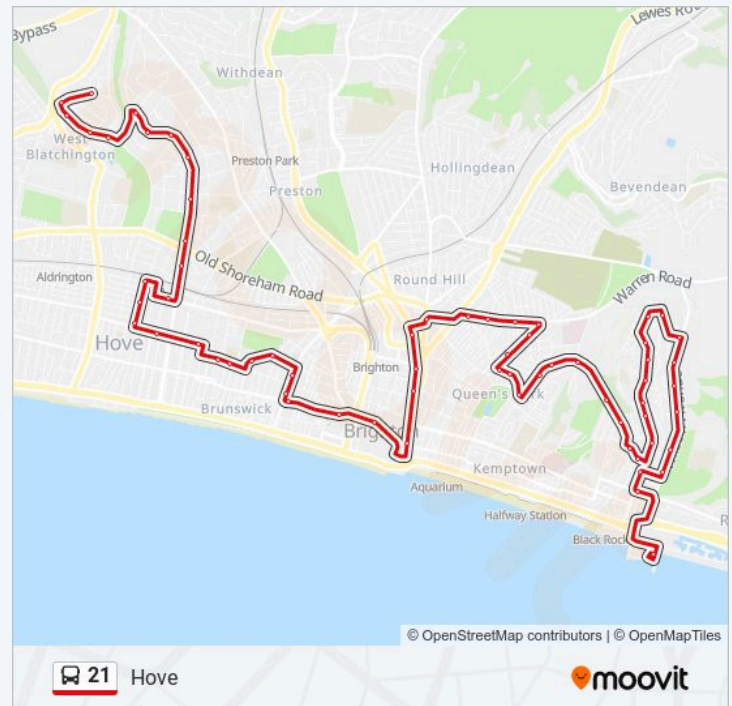 Lewes Ro
Bypass
Withdean
West
Blatchington
Preston Park
Hollingdean
Preston
Bevendean
Old Shoreham Road
Aldrington
Round Hill
Warren Road
Hove
Brighton
Queen's Park
Brunswick
Brighton
Kemptown
Aquarium
Halfway Station
Black Rock
R
© OpenStreetMap contributors | © OpenMapTiles
21 Hove
moovit